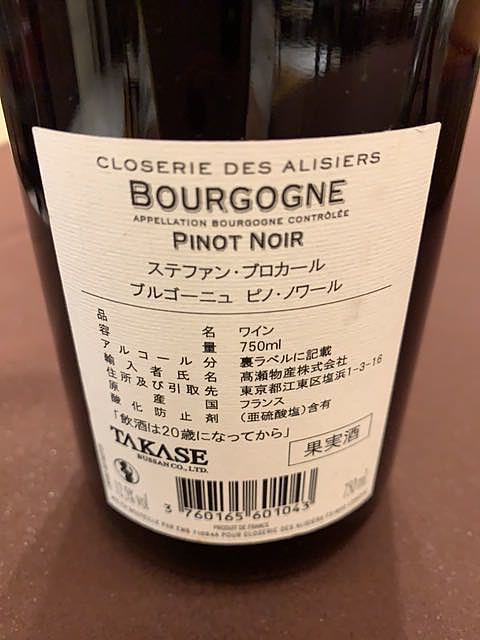 CLOSERIE DES ALISIERS
BOURGOGNE
APPELLATION BOURGOGNE CONTRÔLÉE
PINOT NOIR
ステファン・ブロカール
ブルゴーニュ ピノ・ノワール
品名 ワイン
容量 750ml
アルコール分 裏ラベルに記載
輸入者氏名 高瀬物産株式会社
住所及び引取先 東京都江東区塩浜1-3-16
原産国 フランス
酸化防止剤 (亜硫酸塩)含有
「飲酒は20歳になってから」
果実酒
TAKASE
BUSSAN CO., LTD.
750ml
3 760165 601043
PRODUIT DE FRANCE
POUR CLOSERIE DES ALISIERS